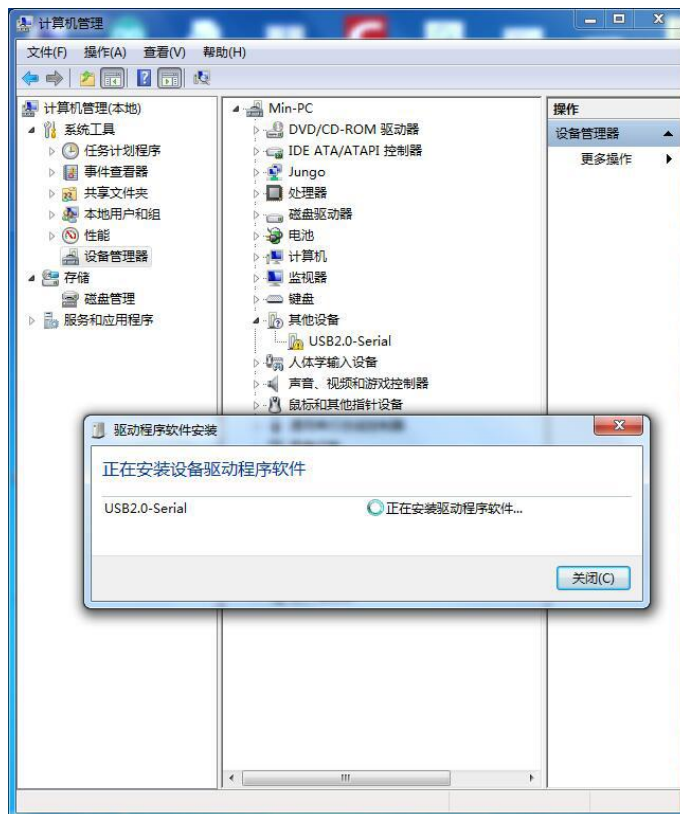 计算机管理
文件(F) 操作(A) 查看(V) 帮助(H)
计算机管理(本地)
系统工具
任务计划程序
事件查看器
共享文件夹
本地用户和组
性能
设备管理器
存储
磁盘管理
服务和应用程序
Min-PC
DVD/CD-ROM 驱动器
IDE ATA/ATAPI 控制器
Jungo
处理器
磁盘驱动器
电池
计算机
监视器
键盘
其他设备
USB2.0-Serial
人体学输入设备
声音、视频和游戏控制器
鼠标和其他指针设备
操作
设备管理器
更多操作
驱动程序软件安装
正在安装设备驱动程序软件
USB2.0-Serial 正在安装驱动程序软件...
关闭(C)